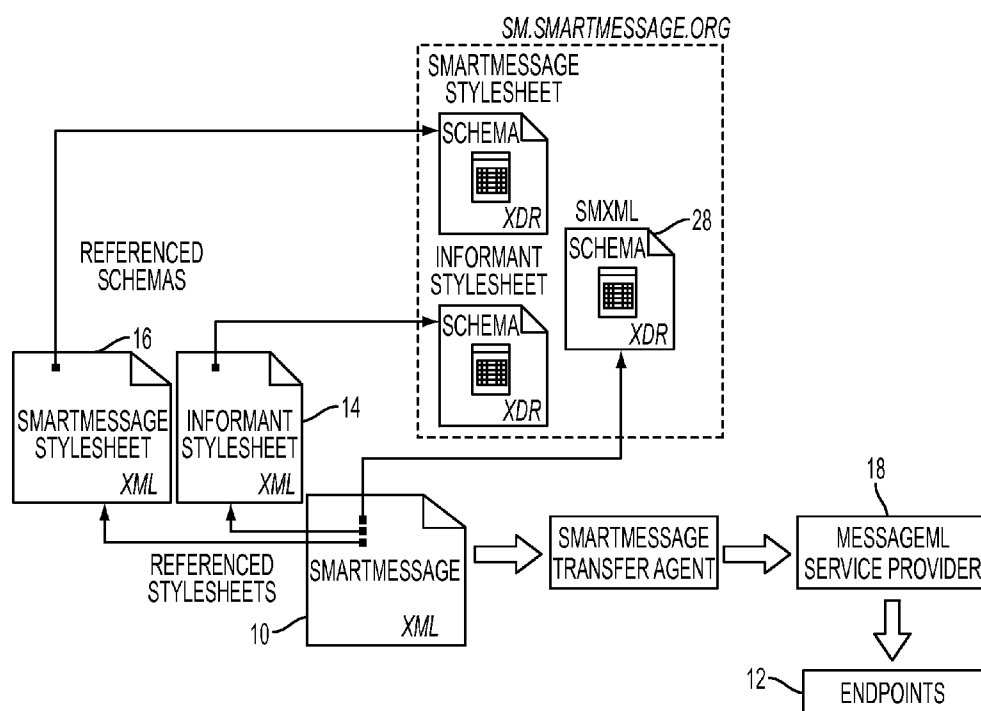 SM.SMARTMESSAGE.ORG
SMARTMESSAGE
STYLESHEET
SCHEMA
XDR
SMXML
28
SCHEMA
XDR
REFERENCED
SCHEMAS
INFORMANT
STYLESHEET
SCHEMA
XDR
16
SMARTMESSAGE
STYLESHEET
XML
14
INFORMANT
STYLESHEET
XML
REFERENCED
STYLESHEETS
10
SMARTMESSAGE
XML
SMARTMESSAGE
TRANSFER AGENT
18
MESSAGEML
SERVICE PROVIDER
12
ENDPOINTS